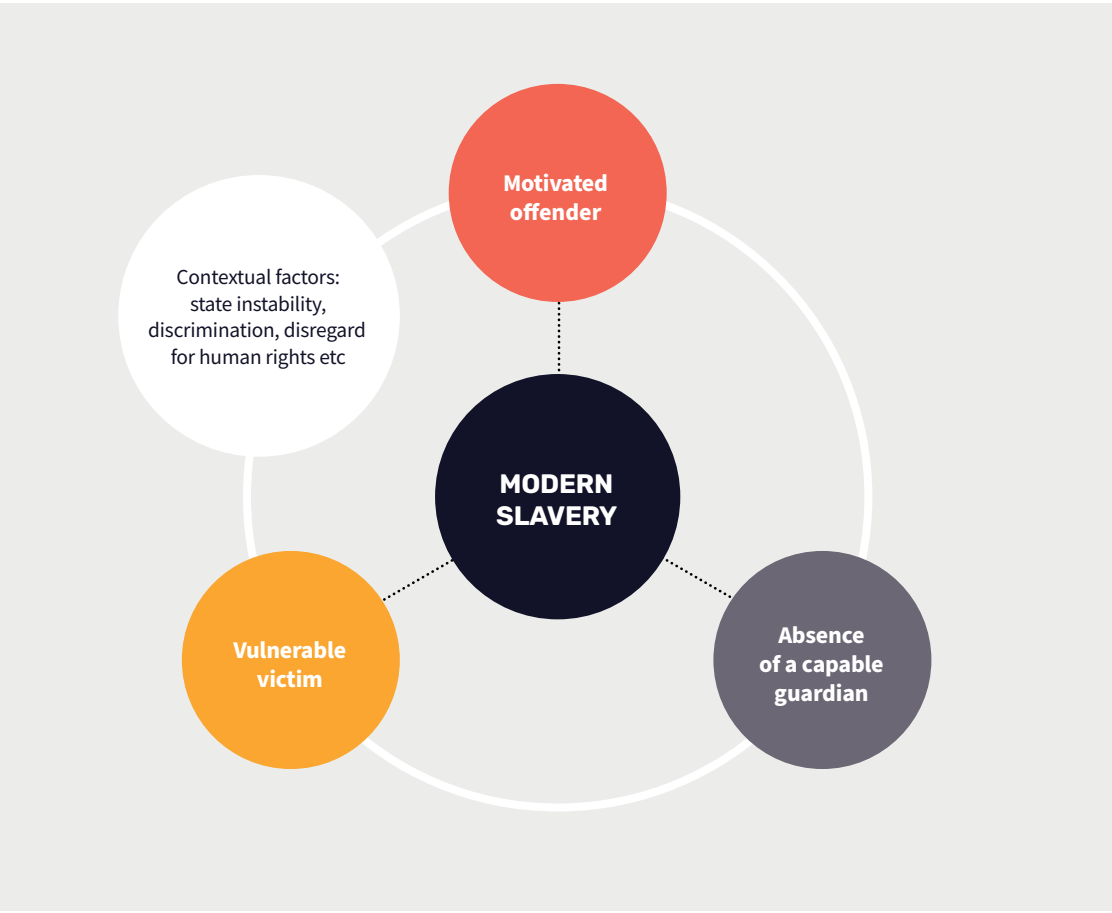 Motivated
offender
Contextual factors:
state instability,
discrimination, disregard
for human rights etc
MODERN
SLAVERY
Vulnerable
victim
Absence
of a capable
guardian